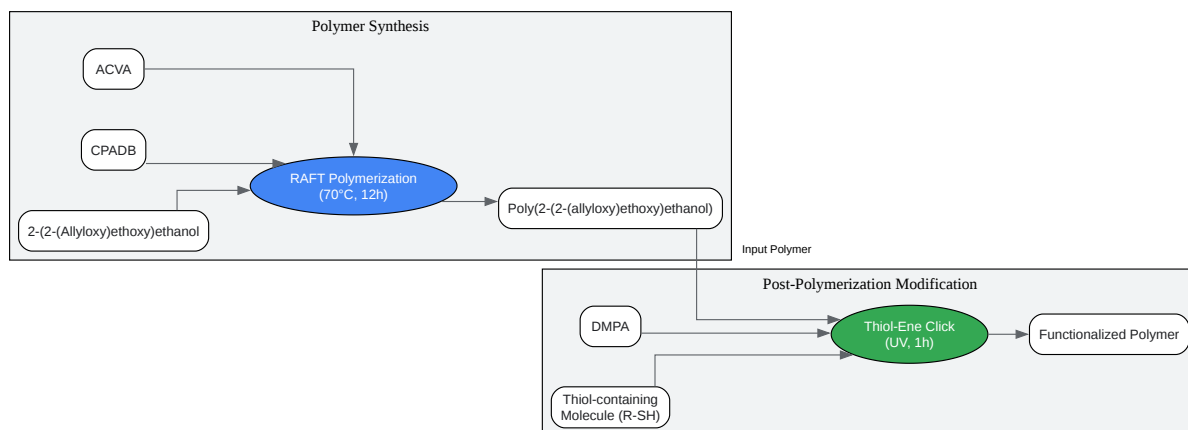 Polymer Synthesis
ACVA
CPADB
RAFT Polymerization
(70°C, 12h)
2-(2-(Allyloxy)ethoxy)ethanol
Poly(2-(2-(allyloxy)ethoxy)ethanol)
Input Polymer
Post-Polymerization Modification
DMPA
Thiol-Ene Click
(UV, 1h)
Functionalized Polymer
Thiol-containing
Molecule (R-SH)